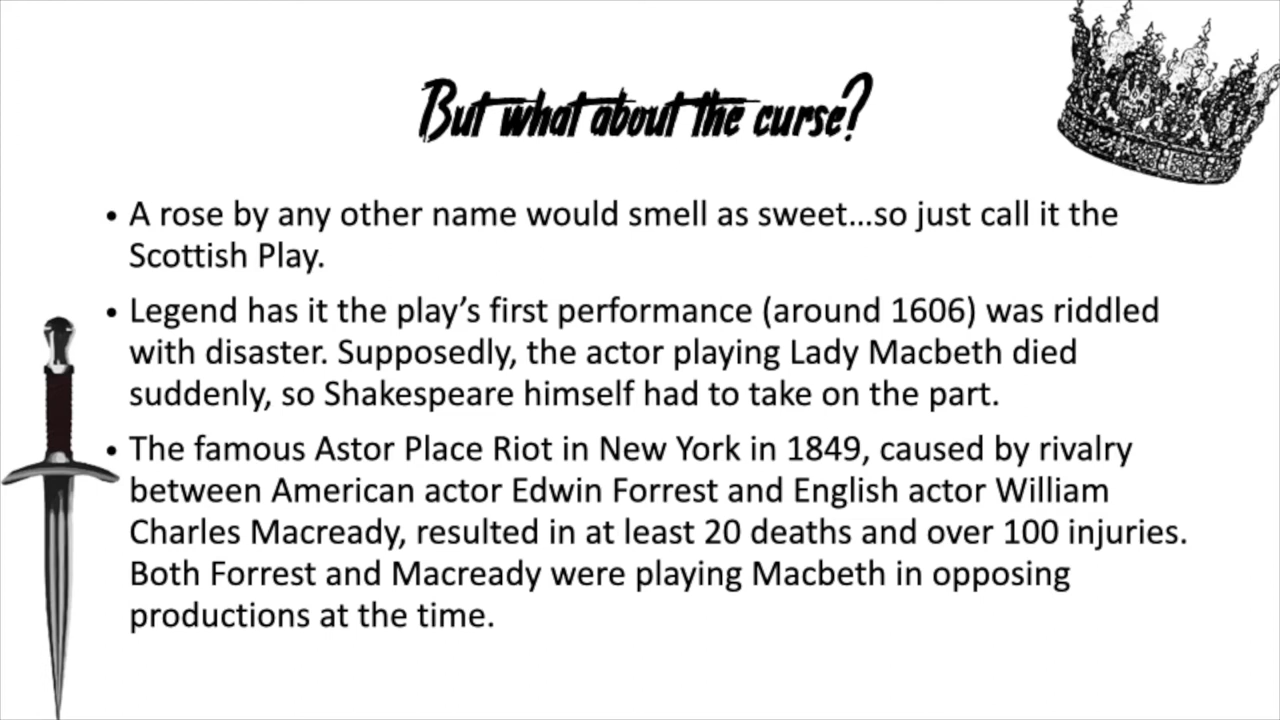 But what about the curse?
• A rose by any other name would smell as sweet...so just call it the
Scottish Play.
• Legend has it the play’s first performance (around 1606) was riddled
with disaster. Supposedly, the actor playing Lady Macbeth died
suddenly, so Shakespeare himself had to take on the part.
• The famous Astor Place Riot in New York in 1849, caused by rivalry
between American actor Edwin Forrest and English actor William
Charles Macready, resulted in at least 20 deaths and over 100 injuries.
Both Forrest and Macready were playing Macbeth in opposing
productions at the time.